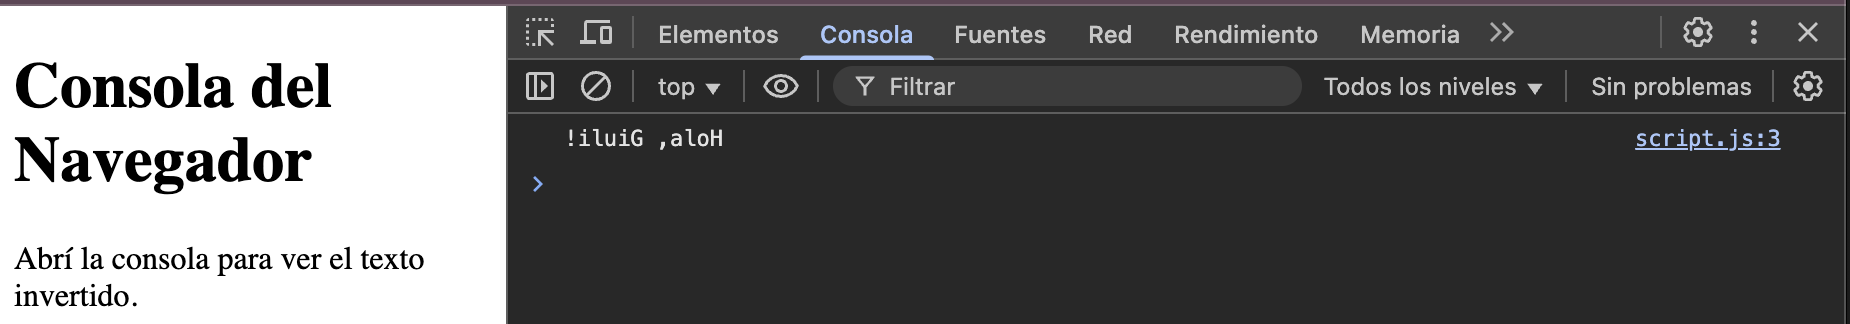 Consola del
Navegador
Abrí la consola para ver el texto
invertido.
Elementos Consola Fuentes Red Rendimiento Memoria
top Filtrar Todos los niveles Sin problemas
!iluiG ,aloH script.js:3